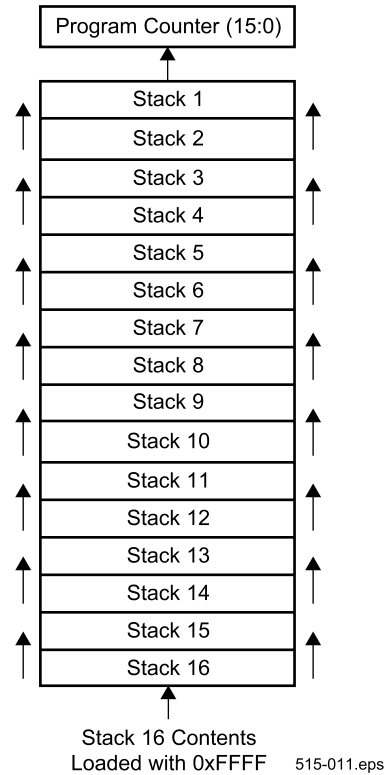 Program Counter (15:0)
Stack 1
Stack 2
Stack 3
Stack 4
Stack 5
Stack 6
Stack 7
Stack 8
Stack 9
Stack 10
Stack 11
Stack 12
Stack 13
Stack 14
Stack 15
Stack 16
Stack 16 Contents
Loaded with 0xFFFF
515-011.eps